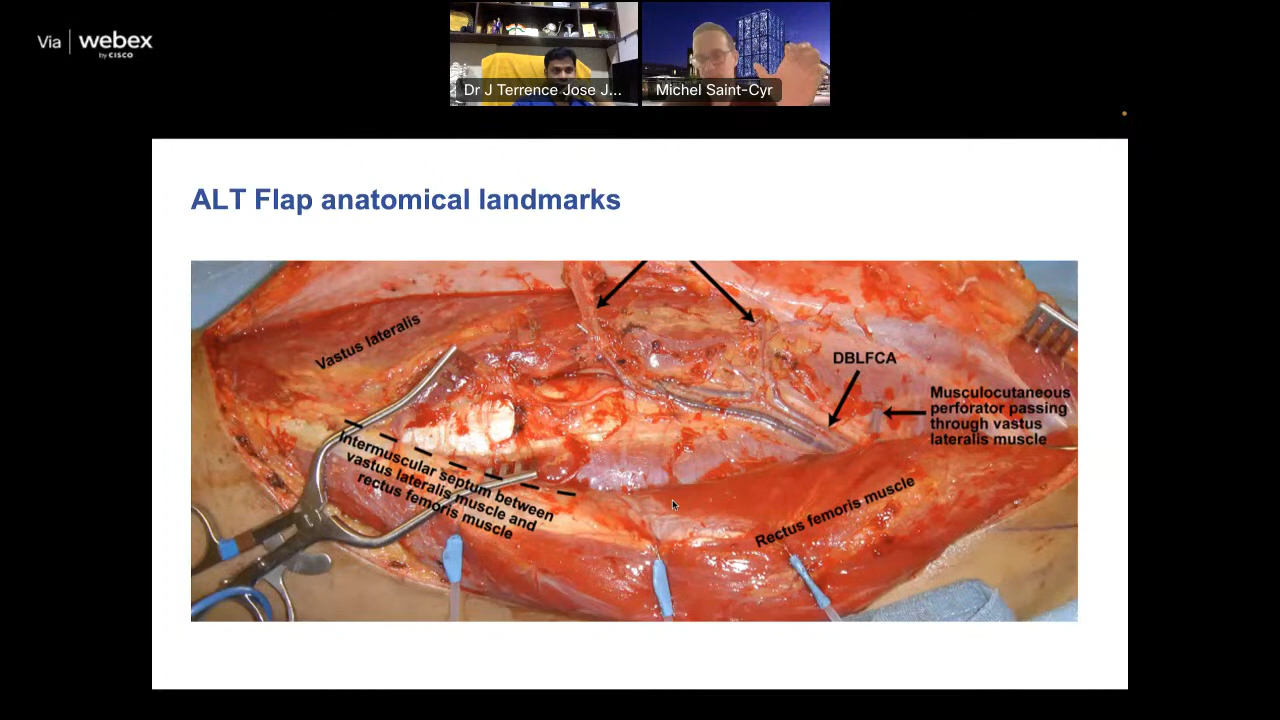 Via webex
by CISCO
Dr J Terrence Jose J...
Michel Saint-Cyr
ALT Flap anatomical landmarks
Vastus lateralis
DBLFCA
Musculocutaneous
perforator passing
through vastus
lateralis muscle
Intermuscular septum between
vastus lateralis muscle and
rectus femoris muscle
Rectus femoris muscle